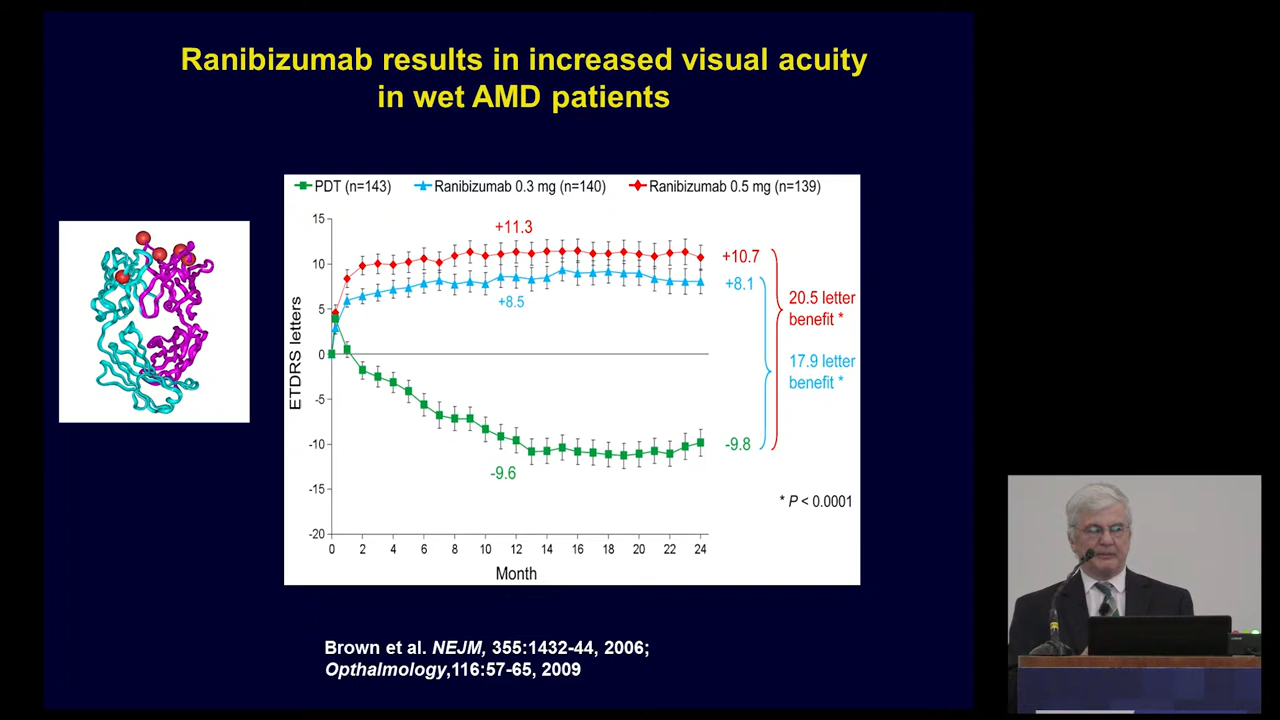 Ranibizumab results in increased visual acuity
in wet AMD patients
PDT (n=143) Ranibizumab 0.3 mg (n=140) Ranibizumab 0.5 mg (n=139)
15
10
5
0
-5
-10
-15
-20
ETDRS letters
+11.3
+8.5
-9.6
+10.7
+8.1
-9.8
20.5 letter
benefit *
17.9 letter
benefit *
* P < 0.0001
0 2 4 6 8 10 12 14 16 18 20 22 24
Month
Brown et al. NEJM, 355:1432-44, 2006;
Opthalmology,116:57-65, 2009